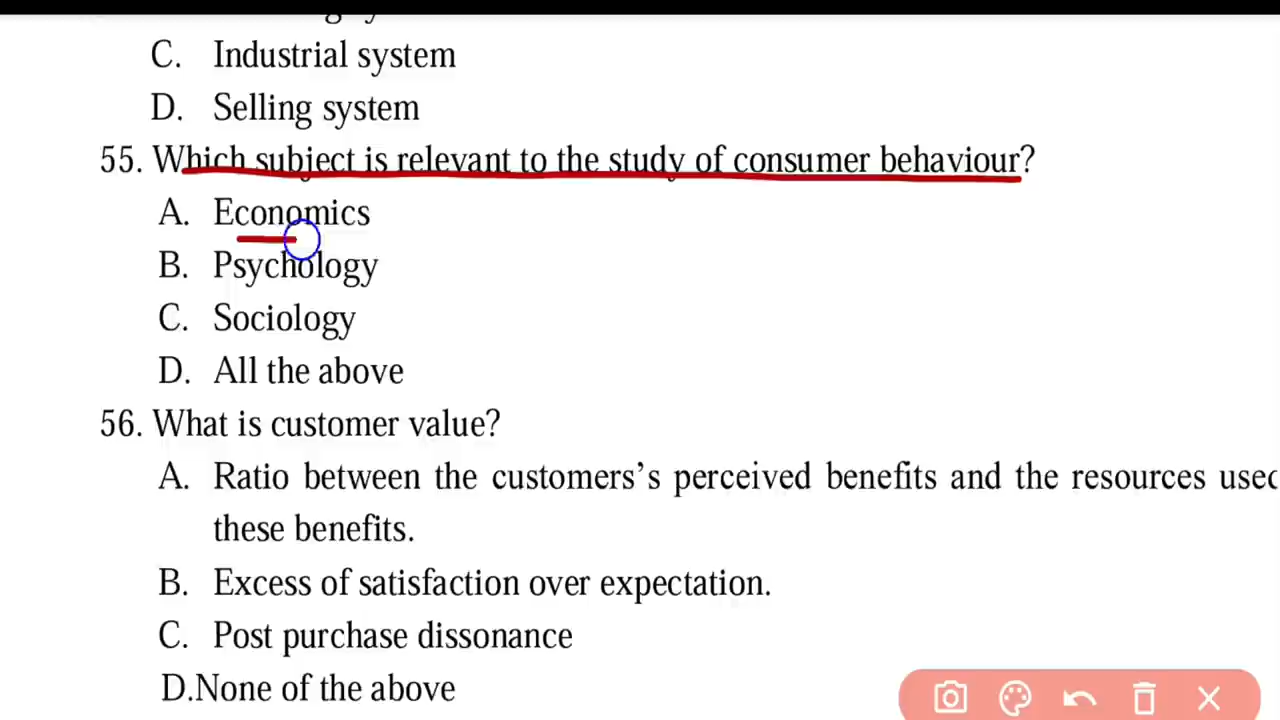 C. Industrial system
D. Selling system
55. Which subject is relevant to the study of consumer behaviour?
A. Economics
B. Psychology
C. Sociology
D. All the above
56. What is customer value?
A. Ratio between the customers's perceived benefits and the resources used
these benefits.
B. Excess of satisfaction over expectation.
C. Post purchase dissonance
D.None of the above